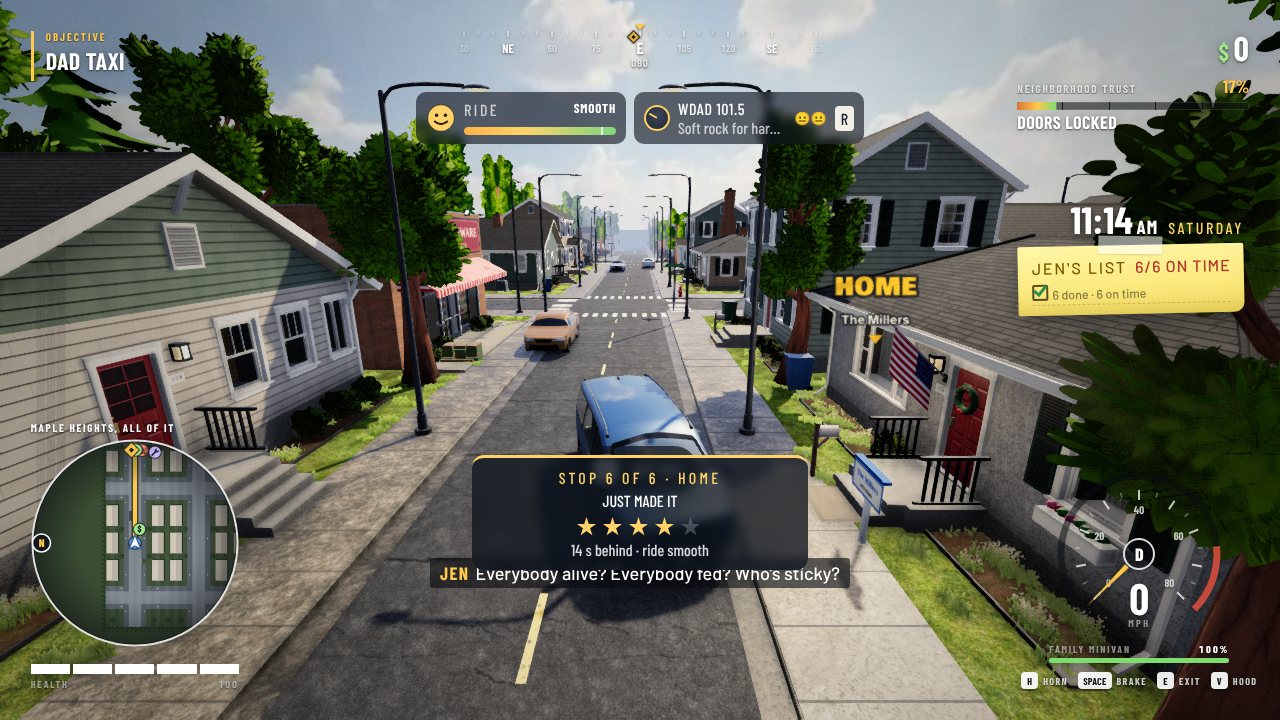 OBJECTIVE
DAD TAXI
30 NE 60 75 E 105 120 SE 150
090
$0
NEIGHBORHOOD TRUST 17%
DOORS LOCKED
RIDE SMOOTH
WDAD 101.5
Soft rock for har...
R
11:14 AM SATURDAY
JEN'S LIST 6/6 ON TIME
6 done · 6 on time
WARE
HOME
The Millers
MAPLE HEIGHTS, ALL OF IT
N
$
STOP 6 OF 6 · HOME
JUST MADE IT
14 s behind · ride smooth
JEN Everybody alive? Everybody fed? Who's sticky?
0 20 40 60 80
D
0
MPH
HEALTH 100
FAMILY MINIVAN 100%
H HORN SPACE BRAKE E EXIT V HOOD